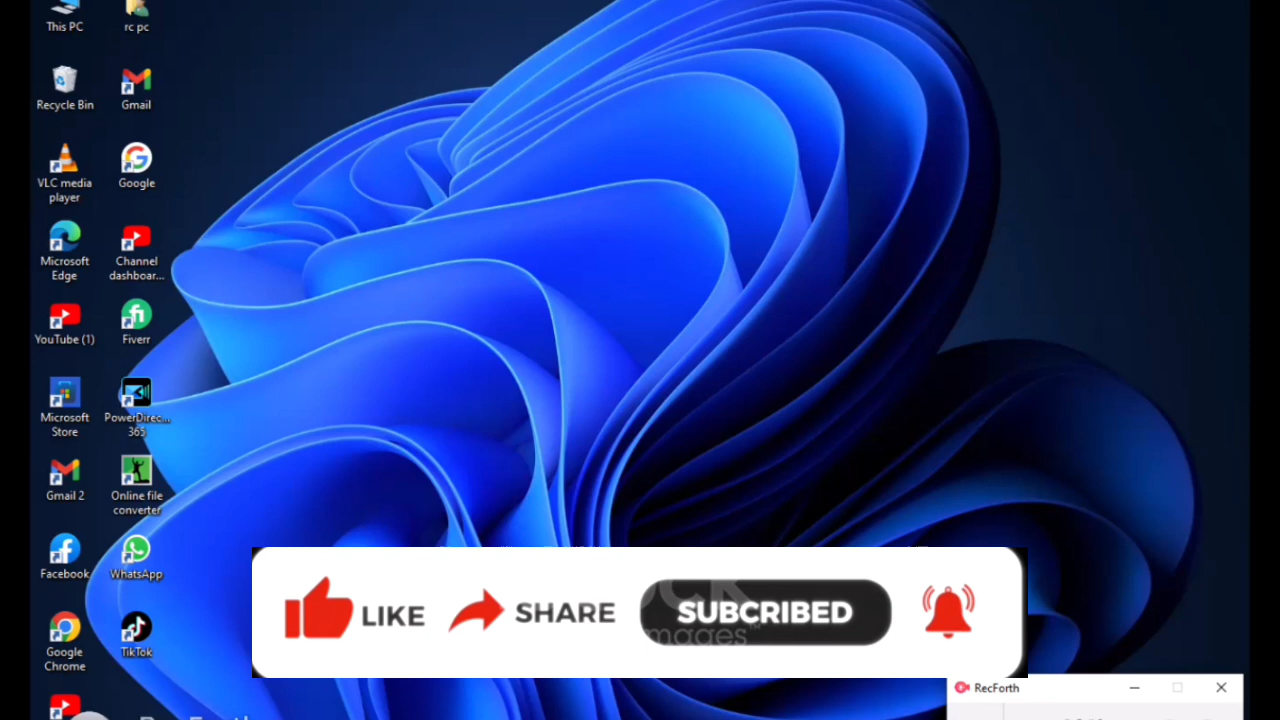 This PC
rc pc
Recycle Bin
Gmail
VLC media
player
Google
Microsoft
Edge
Channel
dashboar...
YouTube (1)
Fiverr
Microsoft
Store
PowerDirec...
365
Gmail 2
Online file
converter
Facebook
WhatsApp
Google
Chrome
TikTok
LIKE
SHARE
SUBCRIBED
images™
RecForth